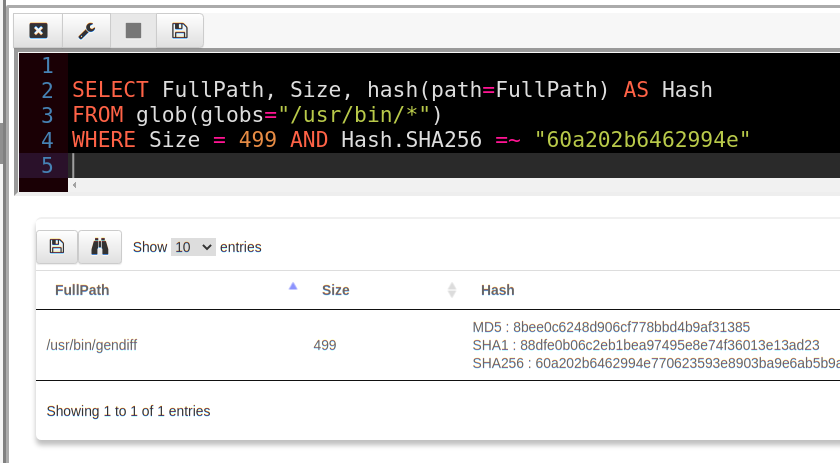 1
2 SELECT FullPath, Size, hash(path=FullPath) AS Hash
3 FROM glob(globs="/usr/bin/*")
4 WHERE Size = 499 AND Hash.SHA256 =~ "60a202b6462994e"
5
Show 10 entries
FullPath Size Hash
MD5 : 8bee0c6248d906cf778bbd4b9af31385
/usr/bin/gendiff 499 SHA1 : 88dfe0b06c2eb1bea97495e8e74f36013e13ad23
SHA256 : 60a202b6462994e770623593e8903ba9e6ab5b9a
Showing 1 to 1 of 1 entries